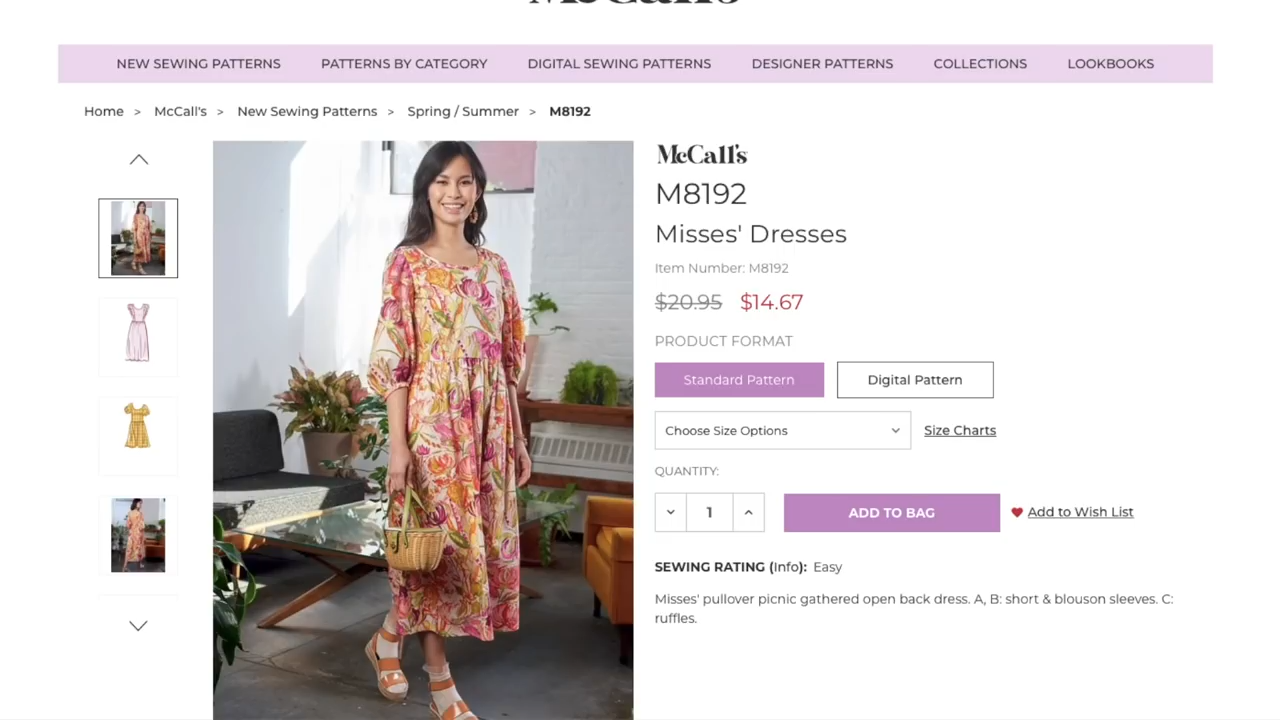 McCall's
NEW SEWING PATTERNS PATTERNS BY CATEGORY DIGITAL SEWING PATTERNS DESIGNER PATTERNS COLLECTIONS LOOKBOOKS
Home > McCall's > New Sewing Patterns > Spring / Summer > M8192
McCall's
M8192
Misses' Dresses
Item Number: M8192
$20.95 $14.67
PRODUCT FORMAT
Standard Pattern Digital Pattern
Choose Size Options Size Charts
QUANTITY:
1 ADD TO BAG Add to Wish List
SEWING RATING (Info): Easy
Misses' pullover picnic gathered open back dress. A, B: short & blouson sleeves. C:
ruffles.